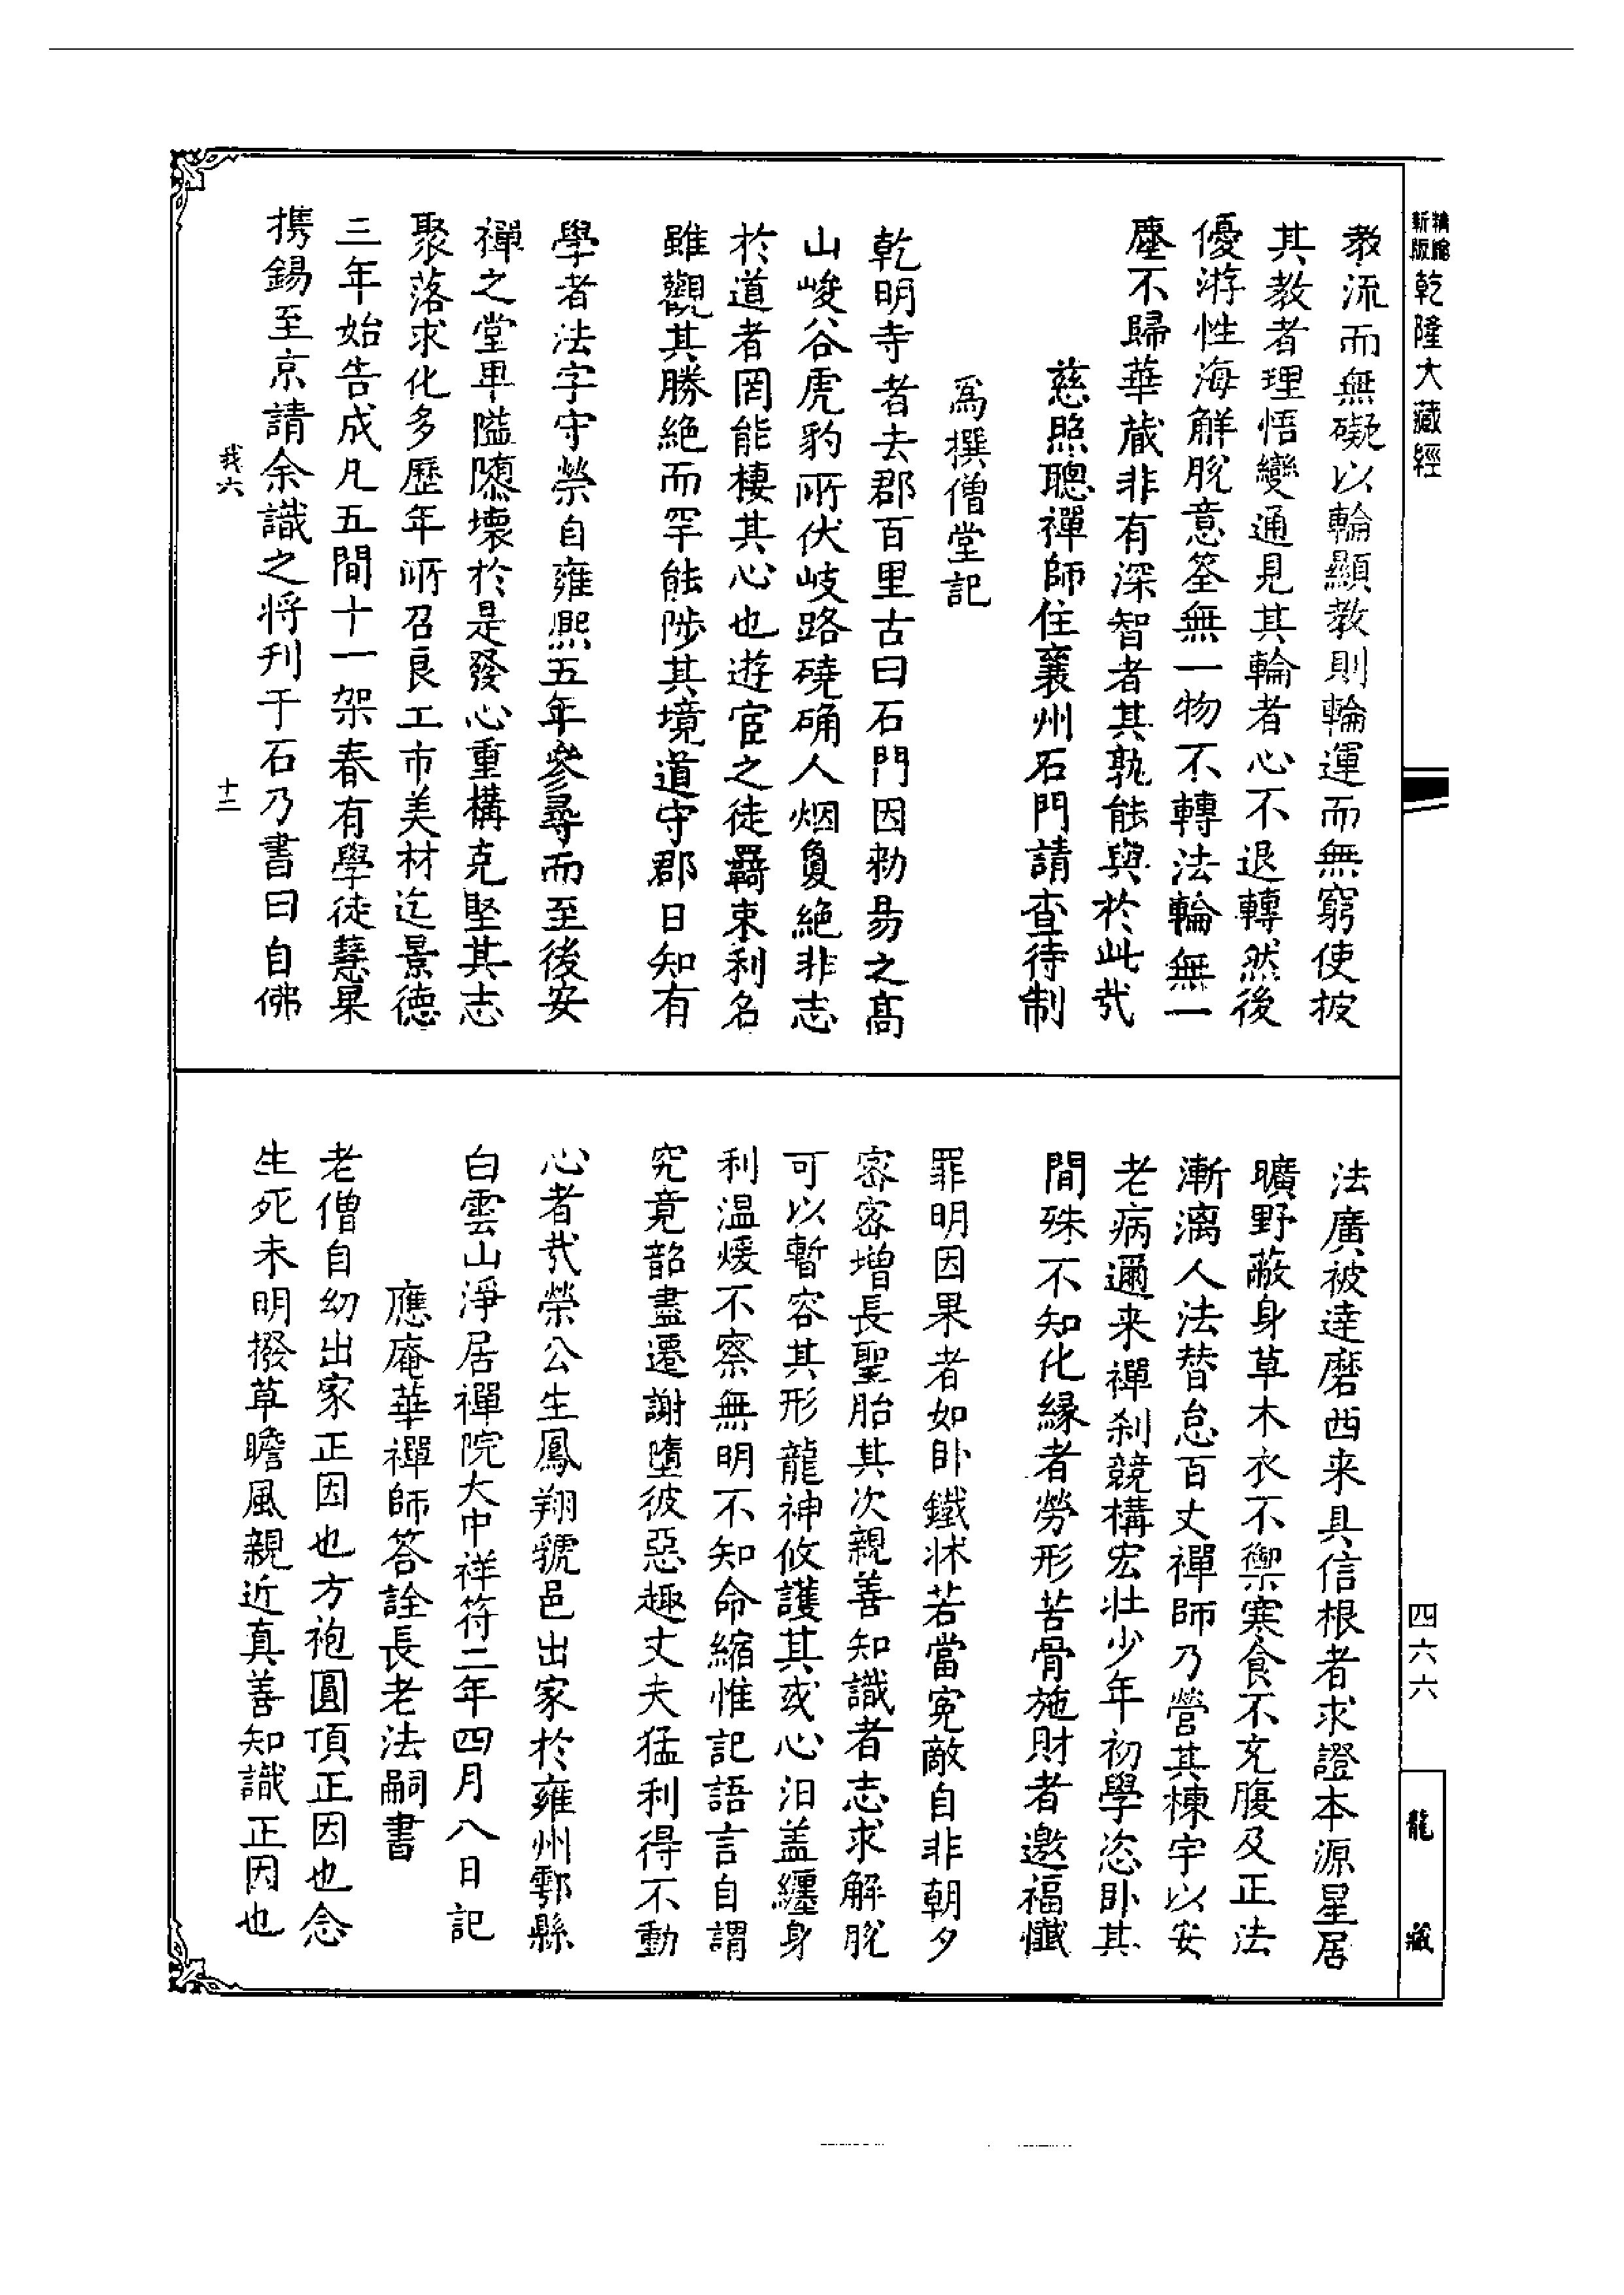 精縮新版乾隆大藏經
教流而無礙以輪顯教則輪運而無窮使披
其教者理悟變通見其輪者心不退轉然後
優游性海解脫意筌無一物不轉法輪無一
塵不歸華藏非有深智者其孰能與於此哉
慈照聰禪師住襄州石門請查待制
爲撰僧堂記
乾明寺者去郡百里古曰石門因勑易之高
山峻谷虎豹所伏岐路磽确人烟敻絶非志
於道者罔能棲其心也遊宦之徒羈束利名
雖觀其勝絶而罕能陟其境道守郡日知有
學者法字守榮自雍熈五年參尋而至後安
禪之堂卑隘隳壞於是發心重構克堅其志
聚落求化多歷年所召良工市美材迄景德
三年始告成凡五間十一架春有學徒慧果
携錫至京請余識之將刋于石乃書曰自佛
我六
十三
法廣被達磨西来具信根者求證本源星居
曠野蔽身草木衣不禦寒食不充腹及正法
漸漓人法替怠百丈禪師乃營其棟宇以安
老病邇来禪刹競構宏壯少年初學恣卧其
間殊不知化縁者勞形苦骨施財者邀福懺
罪明因果者如卧鐵牀若當寃敵自非朝夕
密密增長聖胎其次親善知識者志求解脫
可以暫容其形龍神攸護其或心汩盖纏身
利温煖不察無明不知命縮惟記語言自謂
究竟韶盡遷謝墮彼惡趣丈夫猛利得不動
心者哉榮公生鳳翔虢邑出家於雍州鄠縣
白雲山淨居禪院大中祥符二年四月八日記
應庵華禪師答詮長老法嗣書
老僧自幼出家正因也方袍圓頂正因也念
生死未明撥草瞻風親近真善知識正因也
四六六
龍藏